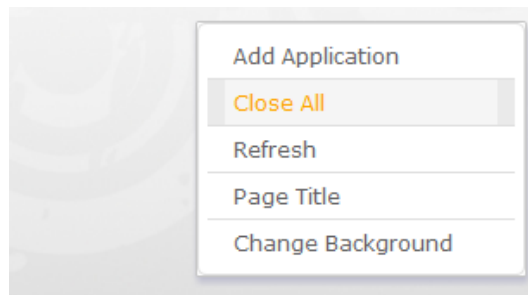 Add Application
Close All
Refresh
Page Title
Change Background